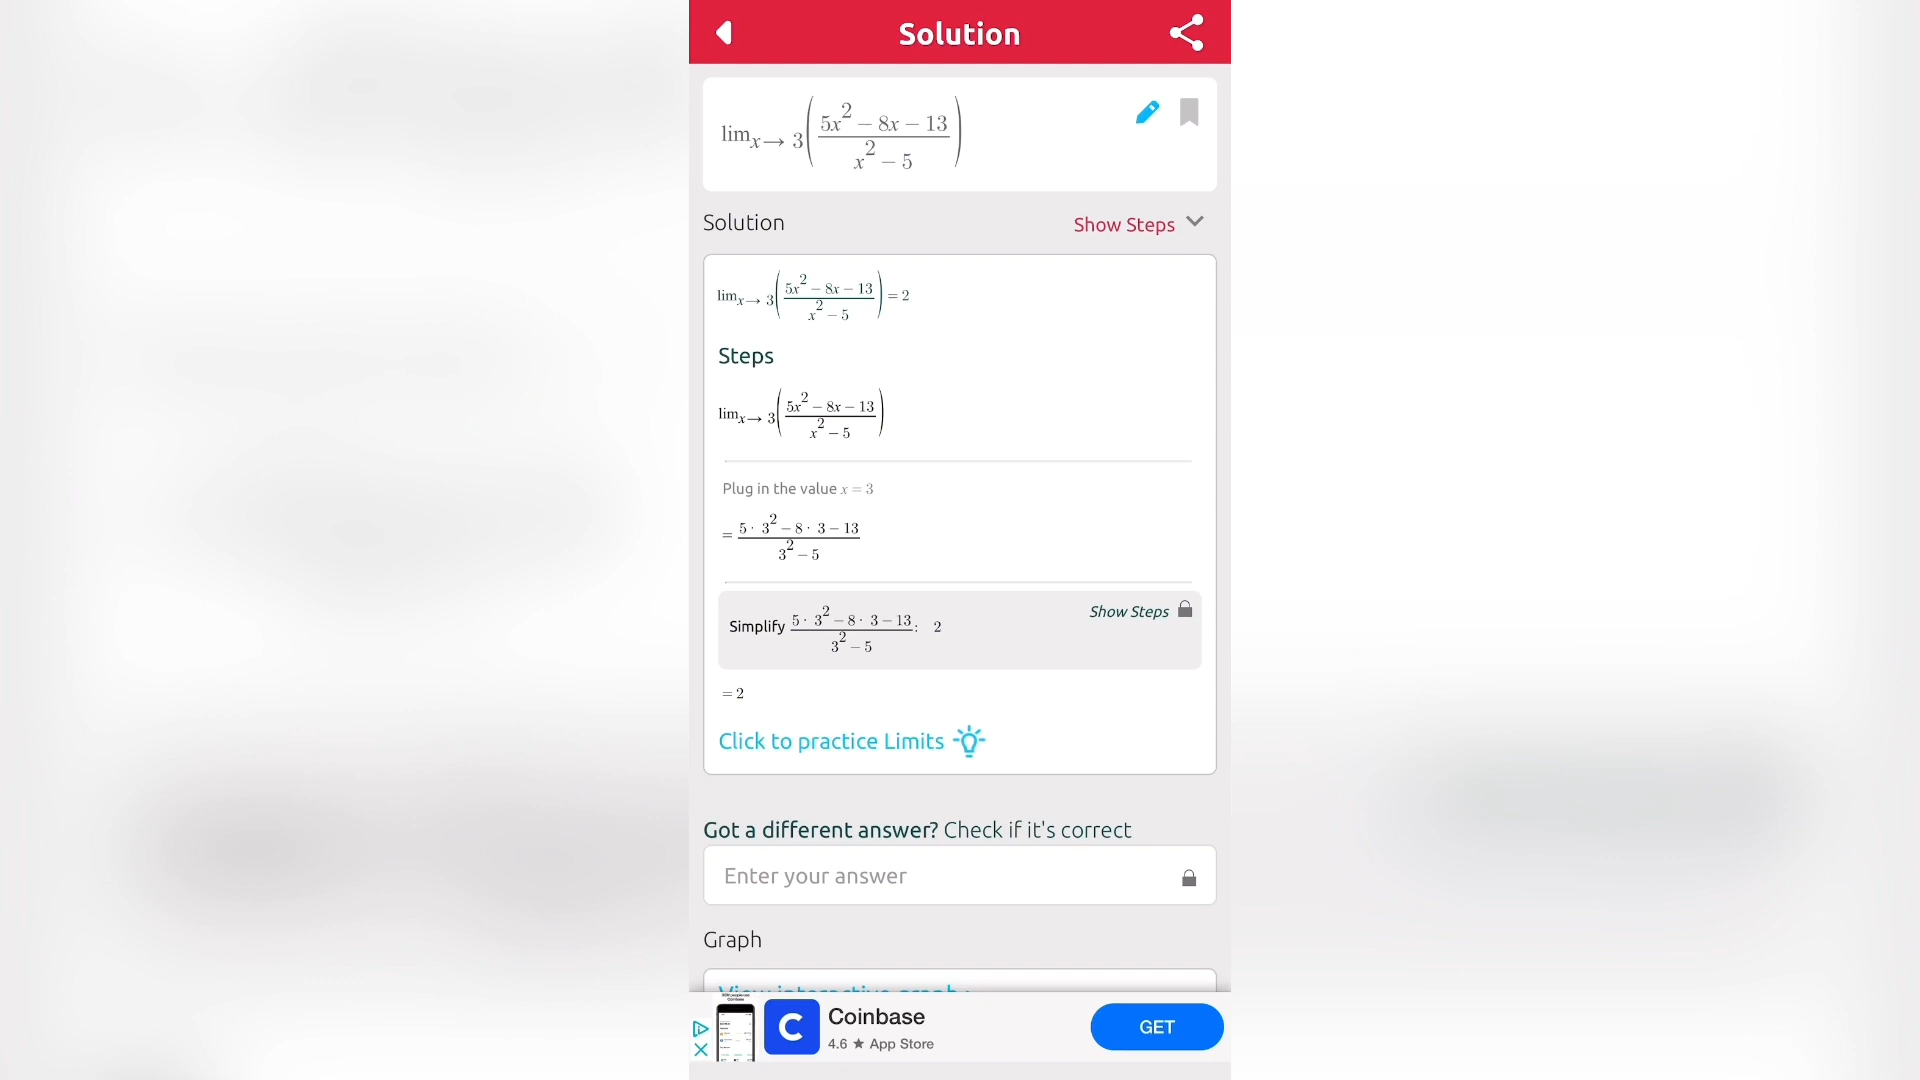 Solution
lim x→ 3 ( (5x^2 − 8x − 13) / (x^2 − 5) )
Solution
Show Steps
lim x→ 3 ( (5x^2 − 8x − 13) / (x^2 − 5) ) = 2
Steps
lim x→ 3 ( (5x^2 − 8x − 13) / (x^2 − 5) )
Plug in the value x = 3
= (5 · 3^2 − 8 · 3 − 13) / (3^2 − 5)
Show Steps
Simplify (5 · 3^2 − 8 · 3 − 13) / (3^2 − 5) : 2
= 2
Click to practice Limits
Got a different answer? Check if it's correct
Enter your answer
Graph
View interactive graph >
Coinbase
4.6 ★ App Store
GET